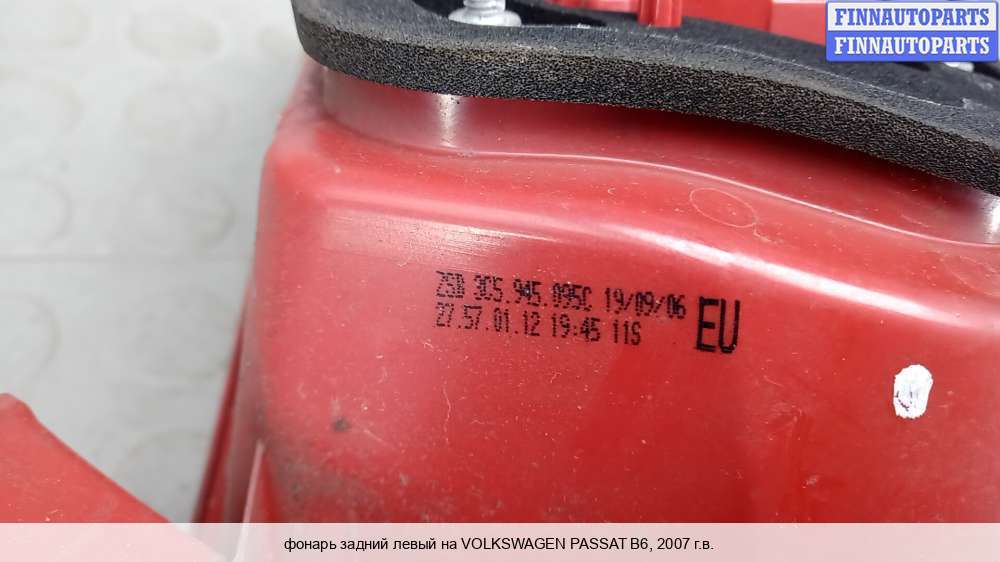 FINNAUTOPARTS
FINNAUTOPARTS
ZSD 3C5.945.095C 19/09/06
27.57.01.12 19:45 11S
EU
фонарь задний левый на VOLKSWAGEN PASSAT B6, 2007 г.в.